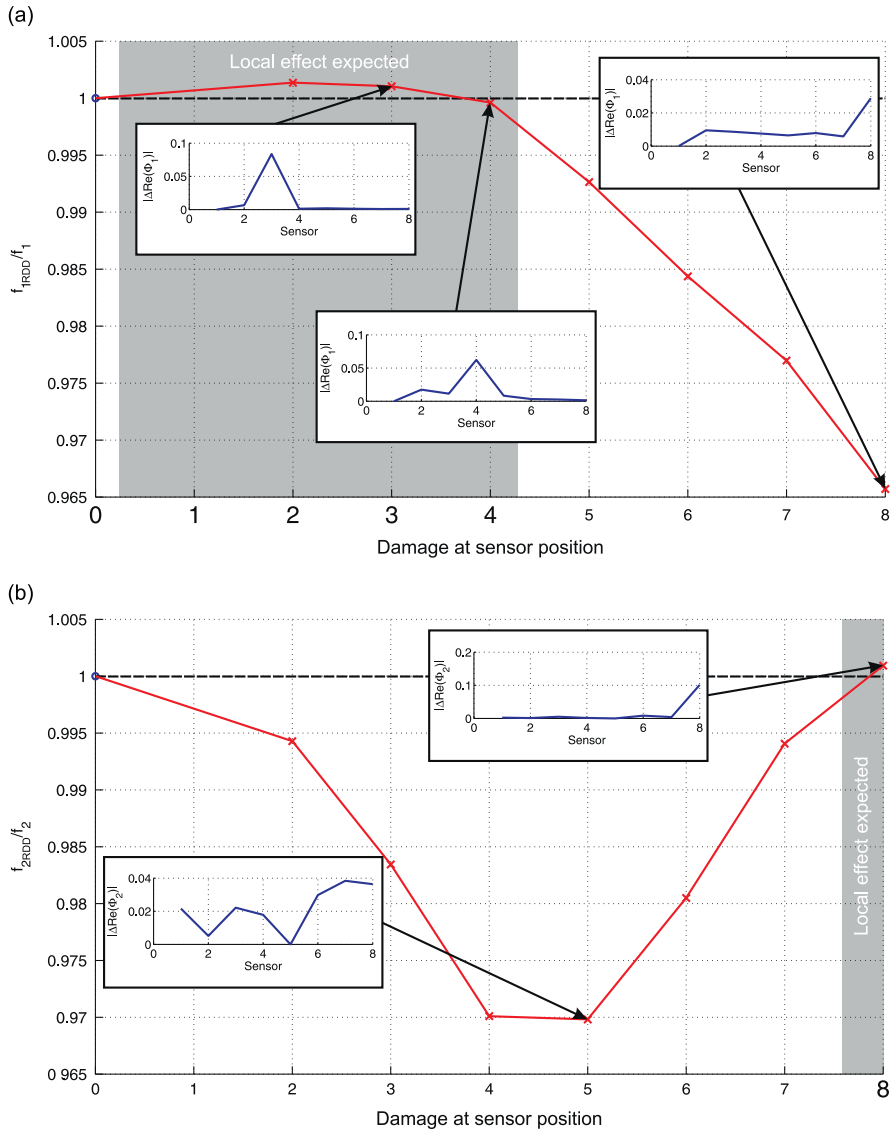 (a)
1.005
1
0.995
0.99
0.985
0.98
0.975
0.97
0.965
f1RDD/f1
Local effect expected
0.1
0.05
0
|ΔRe(Φ1)|
0 2 4 6 8
Sensor
0.1
0.05
0
|ΔRe(Φ1)|
0 2 4 6 8
Sensor
0.04
0.02
0
|ΔRe(Φ1)|
0 2 4 6 8
Sensor
0 1 2 3 4 5 6 7 8
Damage at sensor position
(b)
1.005
1
0.995
0.99
0.985
0.98
0.975
0.97
0.965
f2RDD/f2
0.2
0.1
0
|ΔRe(Φ2)|
0 2 4 6 8
Sensor
0.04
0.02
0
|ΔRe(Φ2)|
0 2 4 6 8
Sensor
Local effect expected
0 1 2 3 4 5 6 7 8
Damage at sensor position